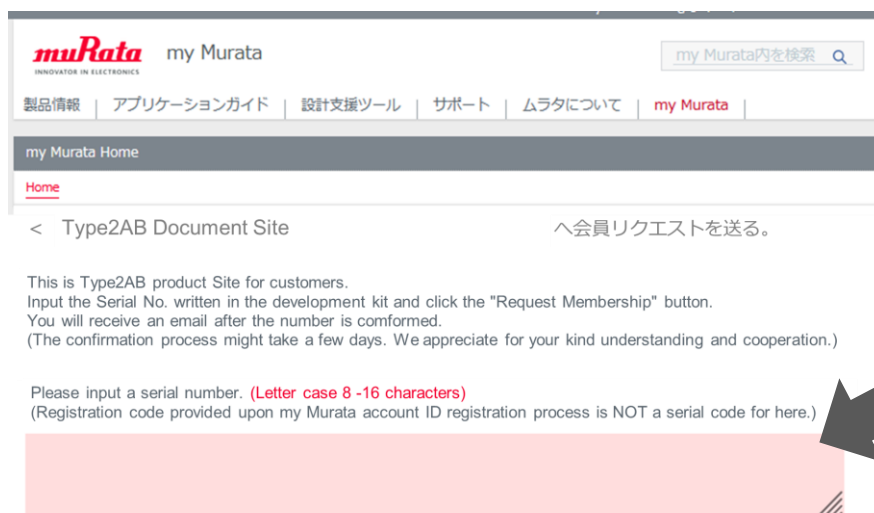 muRata
INNOVATOR IN ELECTRONICS
my Murata
my Murata内を検索
製品情報 | アプリケーションガイド | 設計支援ツール | サポート | ムラタについて | my Murata |
my Murata Home
Home
< Type2AB Document Site へ会員リクエストを送る。
This is Type2AB product Site for customers.
Input the Serial No. written in the development kit and click the "Request Membership" button.
You will receive an email after the number is comformed.
(The confirmation process might take a few days. We appreciate for your kind understanding and cooperation.)
Please input a serial number. (Letter case 8 -16 characters)
(Registration code provided upon my Murata account ID registration process is NOT a serial code for here.)